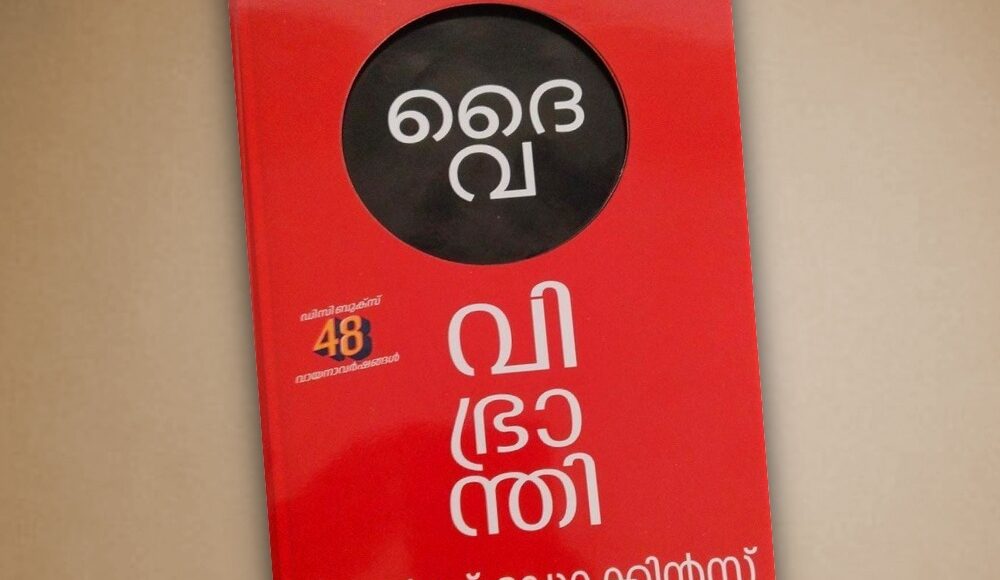 ദൈ
വ
വി
ഭ്രാ
ന്തി
ഡിസി ബുക്സ്
48
വായനാവർഷങ്ങൾ